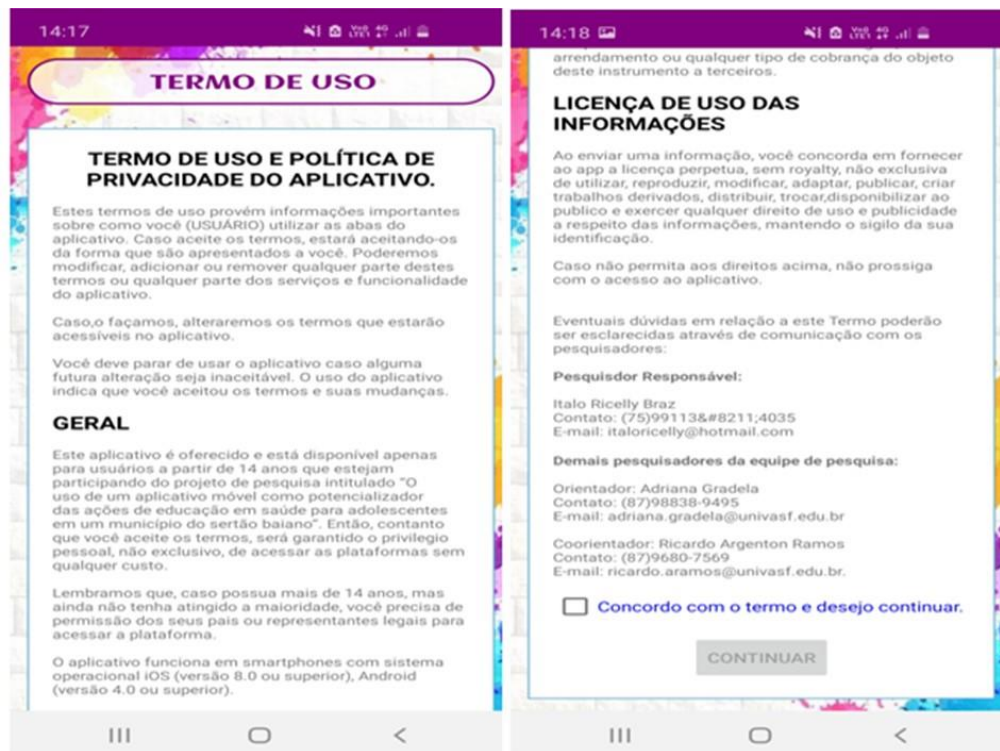 14:17
TERMO DE USO
TERMO DE USO E POLÍTICA DE
PRIVACIDADE DO APLICATIVO.
Estes termos de uso provém informações importantes
sobre como você (USUÁRIO) utilizar as abas do
aplicativo. Caso aceite os termos, estará aceitando-os
da forma que são apresentados a você. Poderemos
modificar, adicionar ou remover qualquer parte destes
termos ou qualquer parte dos serviços e funcionalidade
do aplicativo.
Caso,o façamos, alteraremos os termos que estarão
acessíveis no aplicativo.
Você deve parar de usar o aplicativo caso alguma
futura alteração seja inaceitável. O uso do aplicativo
indica que você aceitou os termos e suas mudanças.
GERAL
Este aplicativo é oferecido e está disponível apenas
para usuários a partir de 14 anos que estejam
participando do projeto de pesquisa intitulado "O
uso de um aplicativo móvel como potencializador
das ações de educação em saúde para adolescentes
em um município do sertão baiano". Então, contanto
que você aceite os termos, será garantido o privilegio
pessoal, não exclusivo, de acessar as plataformas sem
qualquer custo.
Lembramos que, caso possua mais de 14 anos, mas
ainda não tenha atingido a maioridade, você precisa de
permissão dos seus pais ou representantes legais para
acessar a plataforma.
O aplicativo funciona em smartphones com sistema
operacional iOS (versão 8.0 ou superior), Android
(versão 4.0 ou superior).
14:18
arrendamento ou qualquer tipo de cobrança do objeto
deste instrumento a terceiros.
LICENÇA DE USO DAS
INFORMAÇÕES
Ao enviar uma informação, você concorda em fornecer
ao app a licença perpetua, sem royalty, não exclusiva
de utilizar, reproduzir, modificar, adaptar, publicar, criar
trabalhos derivados, distribuir, trocar,disponibilizar ao
publico e exercer qualquer direito de uso e publicidade
a respeito das informações, mantendo o sigilo da sua
identificação.
Caso não permita aos direitos acima, não prossiga
com o acesso ao aplicativo.
Eventuais dúvidas em relação a este Termo poderão
ser esclarecidas através de comunicação com os
pesquisadores:
Pesquisdor Responsável:
Italo Ricelly Braz
Contato: (75)99113&#8211;4035
E-mail: italoricelly@hotmail.com
Demais pesquisadores da equipe de pesquisa:
Orientador: Adriana Gradela
Contato: (87)98838-9495
E-mail: adriana.gradela@univasf.edu.br
Coorientador: Ricardo Argenton Ramos
Contato: (87)9680-7569
E-mail: ricardo.aramos@univasf.edu.br.
Concordo com o termo e desejo continuar.
CONTINUAR